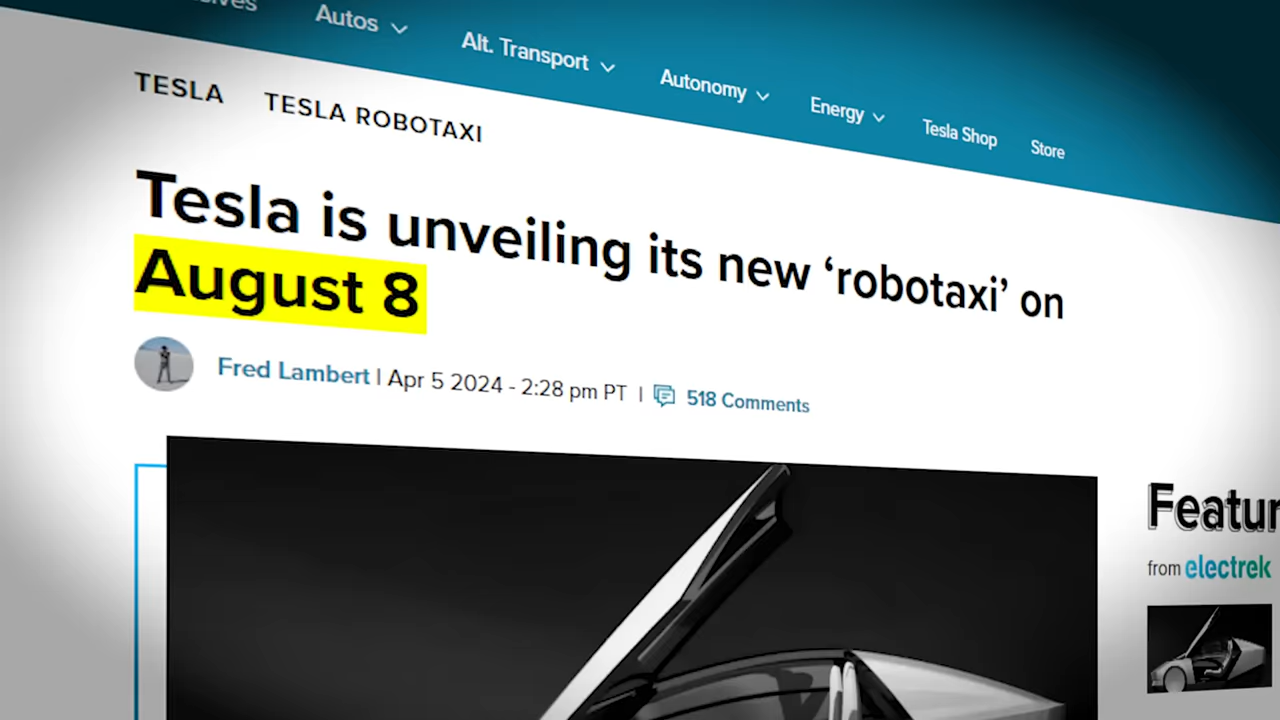 Autos
Alt. Transport
Autonomy
Energy
Tesla Shop
Store
TESLA
TESLA ROBOTAXI
Tesla is unveiling its new ‘robotaxi’ on
August 8
Fred Lambert | Apr 5 2024 - 2:28 pm PT | 518 Comments
Featur
from electrek